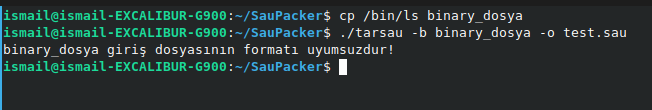 ismail@ismail-EXCALIBUR-G900:~/SauPacker$ cp /bin/ls binary_dosya
ismail@ismail-EXCALIBUR-G900:~/SauPacker$ ./tarsau -b binary_dosya -o test.sau
binary_dosya giriş dosyasının formatı uyumsuzdur!
ismail@ismail-EXCALIBUR-G900:~/SauPacker$